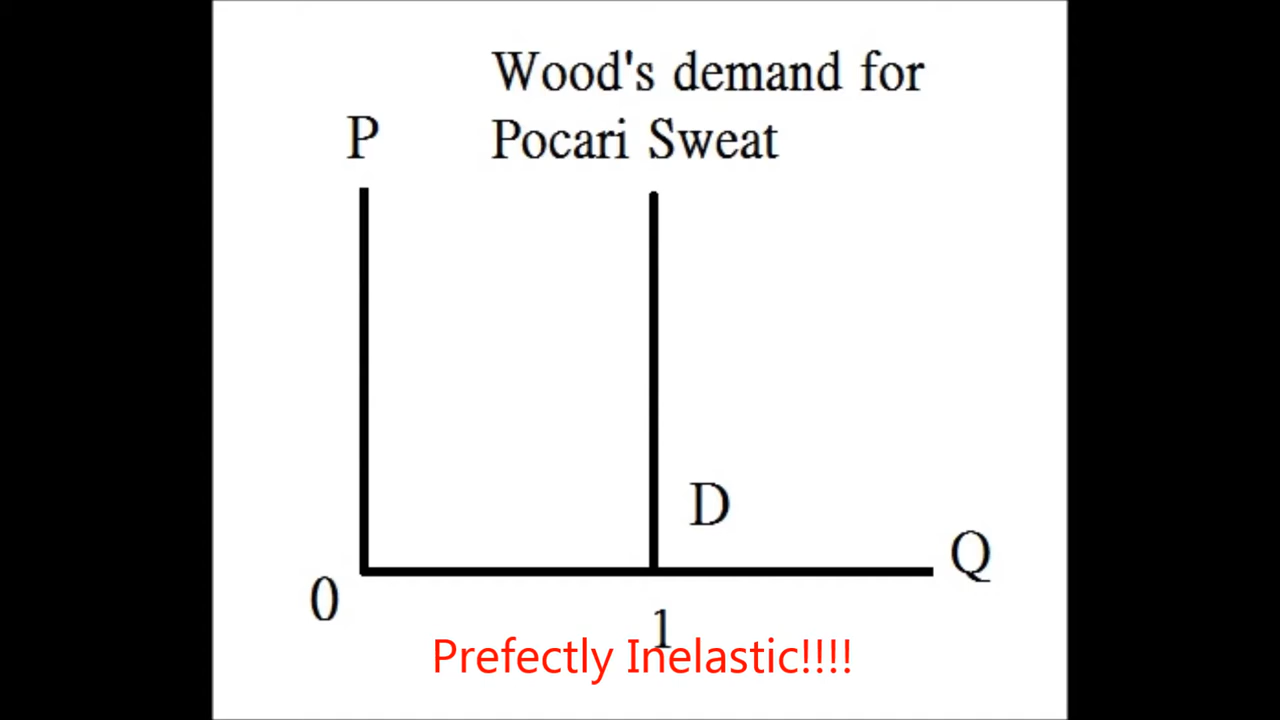 Wood's demand for
Pocari Sweat
P
D
Q
0
1
Prefectly Inelastic!!!!